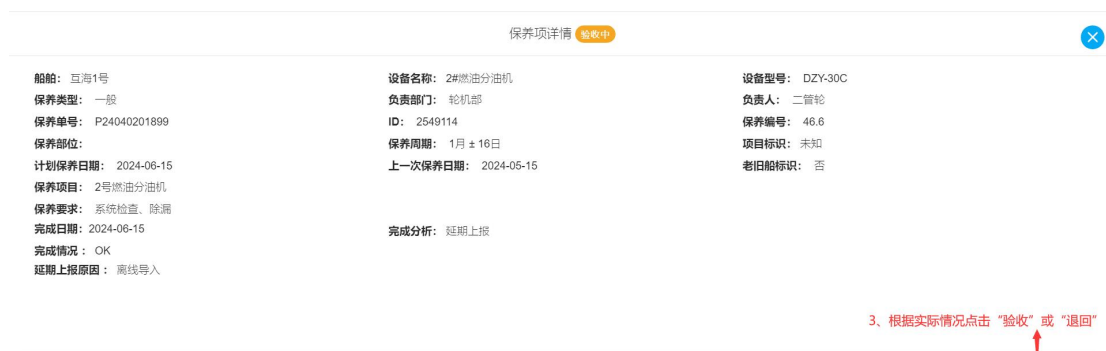 保养项详情 验收中
船舶： 互海1号 设备名称： 2#燃油分油机 设备型号： DZY-30C
保养类型： 一般 负责部门： 轮机部 负责人： 二管轮
保养单号： P24040201899 ID： 2549114 保养编号： 46.6
保养部位： 保养周期： 1月 ± 16日 项目标识： 未知
计划保养日期： 2024-06-15 上一次保养日期： 2024-05-15 老旧船标识： 否
保养项目： 2号燃油分油机
保养要求： 系统检查、除漏
完成日期：2024-06-15 完成分析： 延期上报
完成情况 ： OK
延期上报原因 ： 离线导入
3、根据实际情况点击“验收”或“退回”